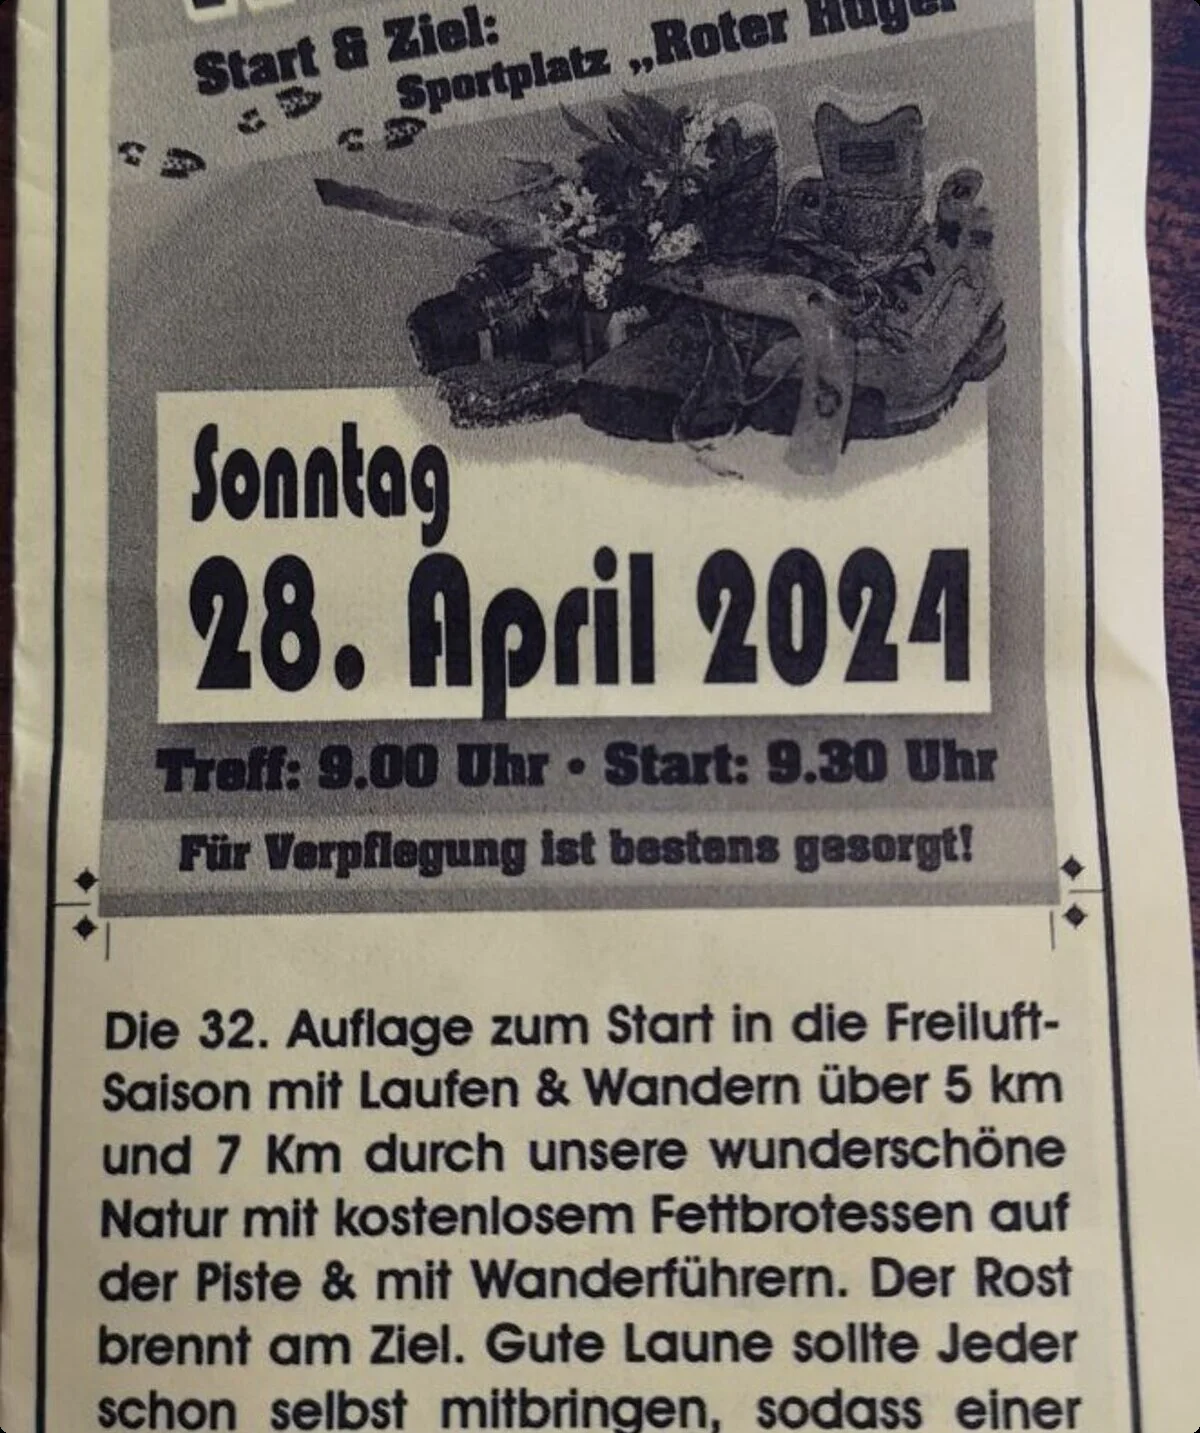 Start & Ziel:
Sportplatz „Roter Hügel
Sonntag
28. April 2024
Treff: 9.00 Uhr • Start: 9.30 Uhr
Für Verpflegung ist bestens gesorgt!
Die 32. Auflage zum Start in die Freiluft-
Saison mit Laufen & Wandern über 5 km
und 7 Km durch unsere wunderschöne
Natur mit kostenlosem Fettbrotessen auf
der Piste & mit Wanderführern. Der Rost
brennt am Ziel. Gute Laune sollte Jeder
schon selbst mitbringen, sodass einer